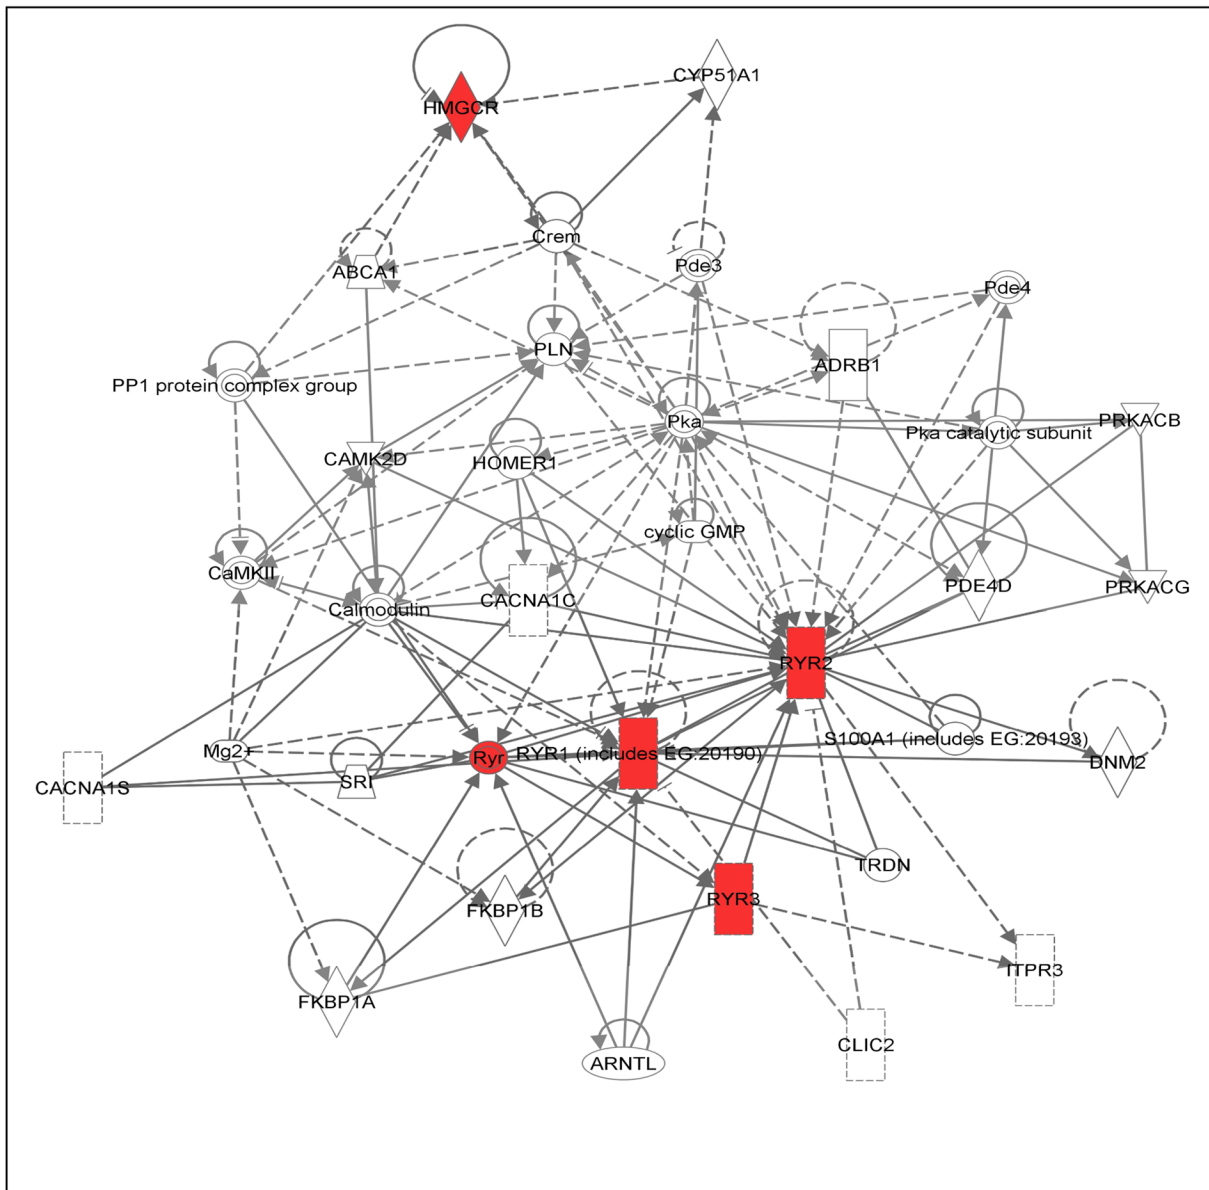 CYP51A1
HMGCR
Crem
Pde3
ABCA1
Pde4
PLN
ADRB1
PP1 protein complex group
Pka
PRKACB
Pka catalytic subunit
CAMK2D
HOMER1
cyclic GMP
CaMKII
PDE4D
PRKACG
CACNA1C
Calmodulin
RYR2
S100A1 (includes EG:20193)
Mg2+
RYR1 (includes EG:20190)
Ryr
DNM2
SRI
CACNA1S
TRDN
RYR3
FKBP1B
ITPR3
FKBP1A
CLIC2
ARNTL